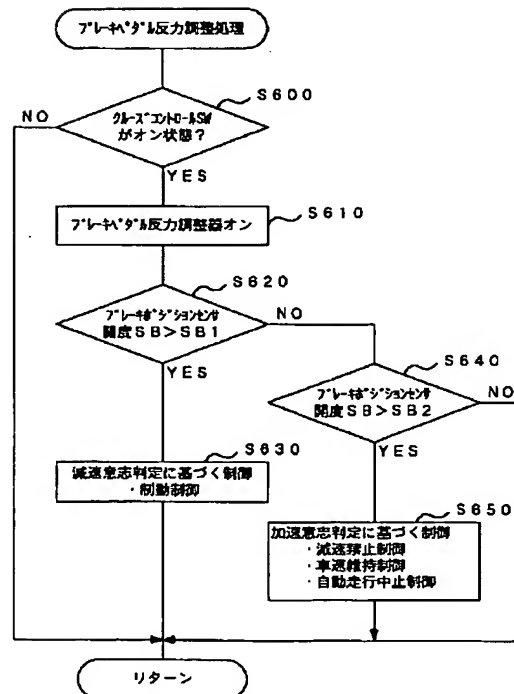 ブレーキペダル反力調整処理
S600
クルーズコントロールSW
がオン状態?
NO
YES
S610
ブレーキペダル反力調整器オン
S620
ブレーキポジションセンサ
開度SB>SB1
NO
YES
S640
ブレーキポジションセンサ
開度SB>SB2
NO
YES
S630
減速意志判定に基づく制御
・制動制御
S650
加速意志判定に基づく制御
・減速禁止制御
・車速維持制御
・自動走行中止制御
リターン